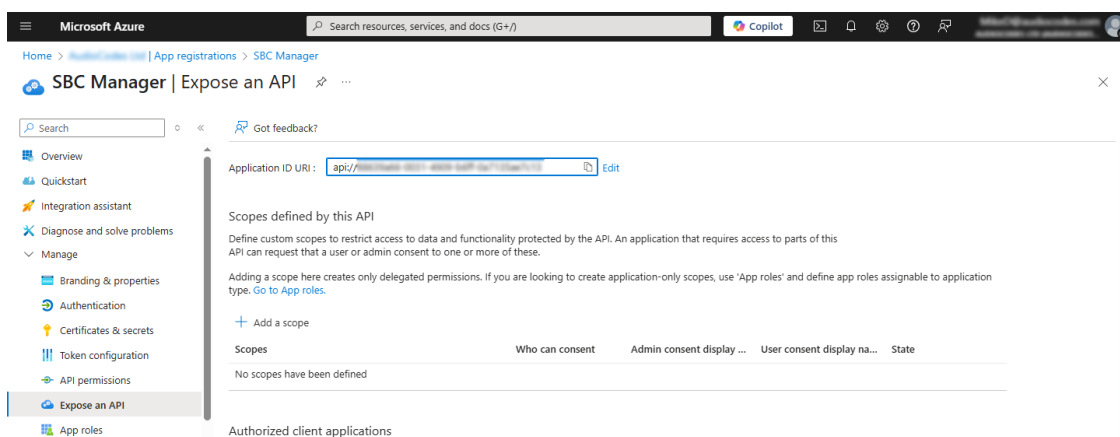 Microsoft Azure
Search resources, services, and docs (G+/)
Copilot
Home > | App registrations > SBC Manager
SBC Manager | Expose an API
Search
Got feedback?
Overview
Application ID URI : api:// Edit
Quickstart
Integration assistant
Scopes defined by this API
Diagnose and solve problems
Define custom scopes to restrict access to data and functionality protected by the API. An application that requires access to parts of this
API can request that a user or admin consent to one or more of these.
Manage
Adding a scope here creates only delegated permissions. If you are looking to create application-only scopes, use 'App roles' and define app roles assignable to application
type. Go to App roles.
Branding & properties
Authentication
Add a scope
Certificates & secrets
Scopes Who can consent Admin consent display ... User consent display na... State
Token configuration
No scopes have been defined
API permissions
Expose an API
App roles
Authorized client applications